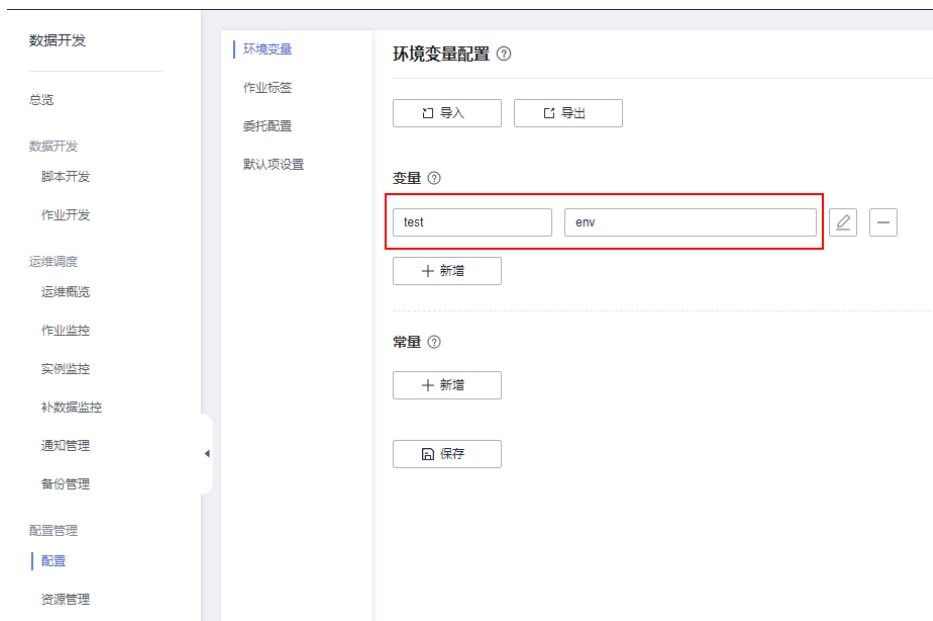 数据开发
总览
数据开发
脚本开发
作业开发
运维调度
运维概览
作业监控
实例监控
补数据监控
通知管理
备份管理
配置管理
配置
资源管理
环境变量
作业标签
委托配置
默认项设置
环境变量配置
导入
导出
变量
test
env
新增
常量
新增
保存